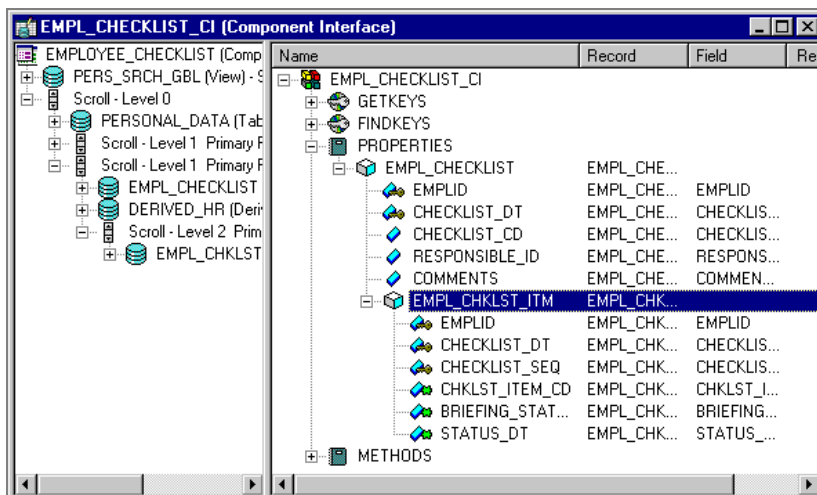 EMPL_CHECKLIST_CI (Component Interface)
EMPLOYEE_CHECKLIST (Comp
PERS_SRCH_GBL (View) - S
Scroll - Level 0
PERSONAL_DATA (Tab
Scroll - Level 1 Primary F
Scroll - Level 1 Primary F
EMPL_CHECKLIST
DERIVED_HR (Deri
Scroll - Level 2 Prim
EMPL_CHKLST
Name Record Field Re
EMPL_CHECKLIST_CI
GETKEYS
FINDKEYS
PROPERTIES
EMPL_CHECKLIST EMPL_CHE...
EMPLID EMPL_CHE... EMPLID
CHECKLIST_DT EMPL_CHE... CHECKLIS...
CHECKLIST_CD EMPL_CHE... CHECKLIS...
RESPONSIBLE_ID EMPL_CHE... RESPONS...
COMMENTS EMPL_CHE... COMMEN...
EMPL_CHKLST_ITM EMPL_CHK...
EMPLID EMPL_CHK... EMPLID
CHECKLIST_DT EMPL_CHK... CHECKLIS...
CHECKLIST_SEQ EMPL_CHK... CHECKLIS...
CHKLST_ITEM_CD EMPL_CHK... CHKLST_I...
BRIEFING_STAT... EMPL_CHK... BRIEFING...
STATUS_DT EMPL_CHK... STATUS_...
METHODS